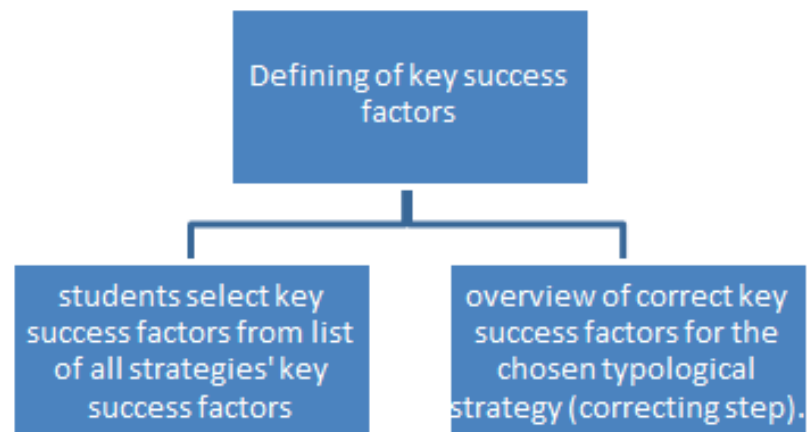 Defining of key success
factors
students select key
success factors from list
of all strategies' key
success factors
overview of correct key
success factors for the
chosen typological
strategy (correcting step).